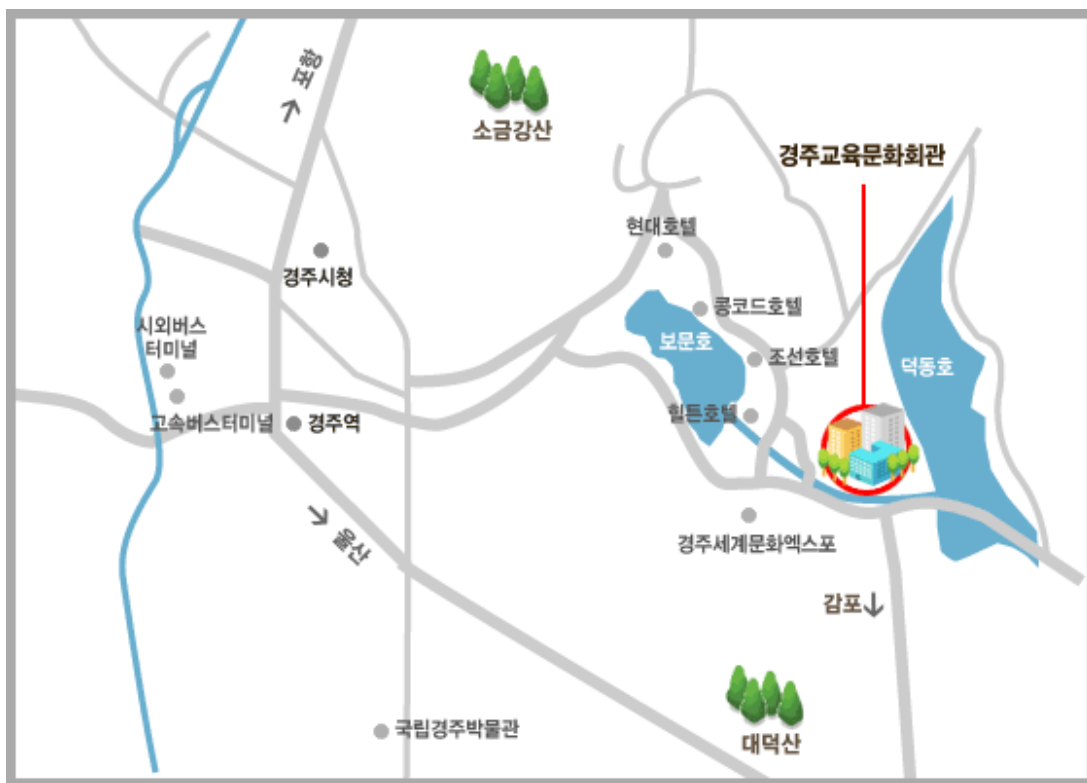 포항
소금강산
경주교육문화회관
현대호텔
경주시청
콩코드호텔
시외버스
터미널
보문호
조선호텔
덕동호
고속버스터미널
경주역
힐튼호텔
울산
경주세계문화엑스포
감포
국립경주박물관
대덕산